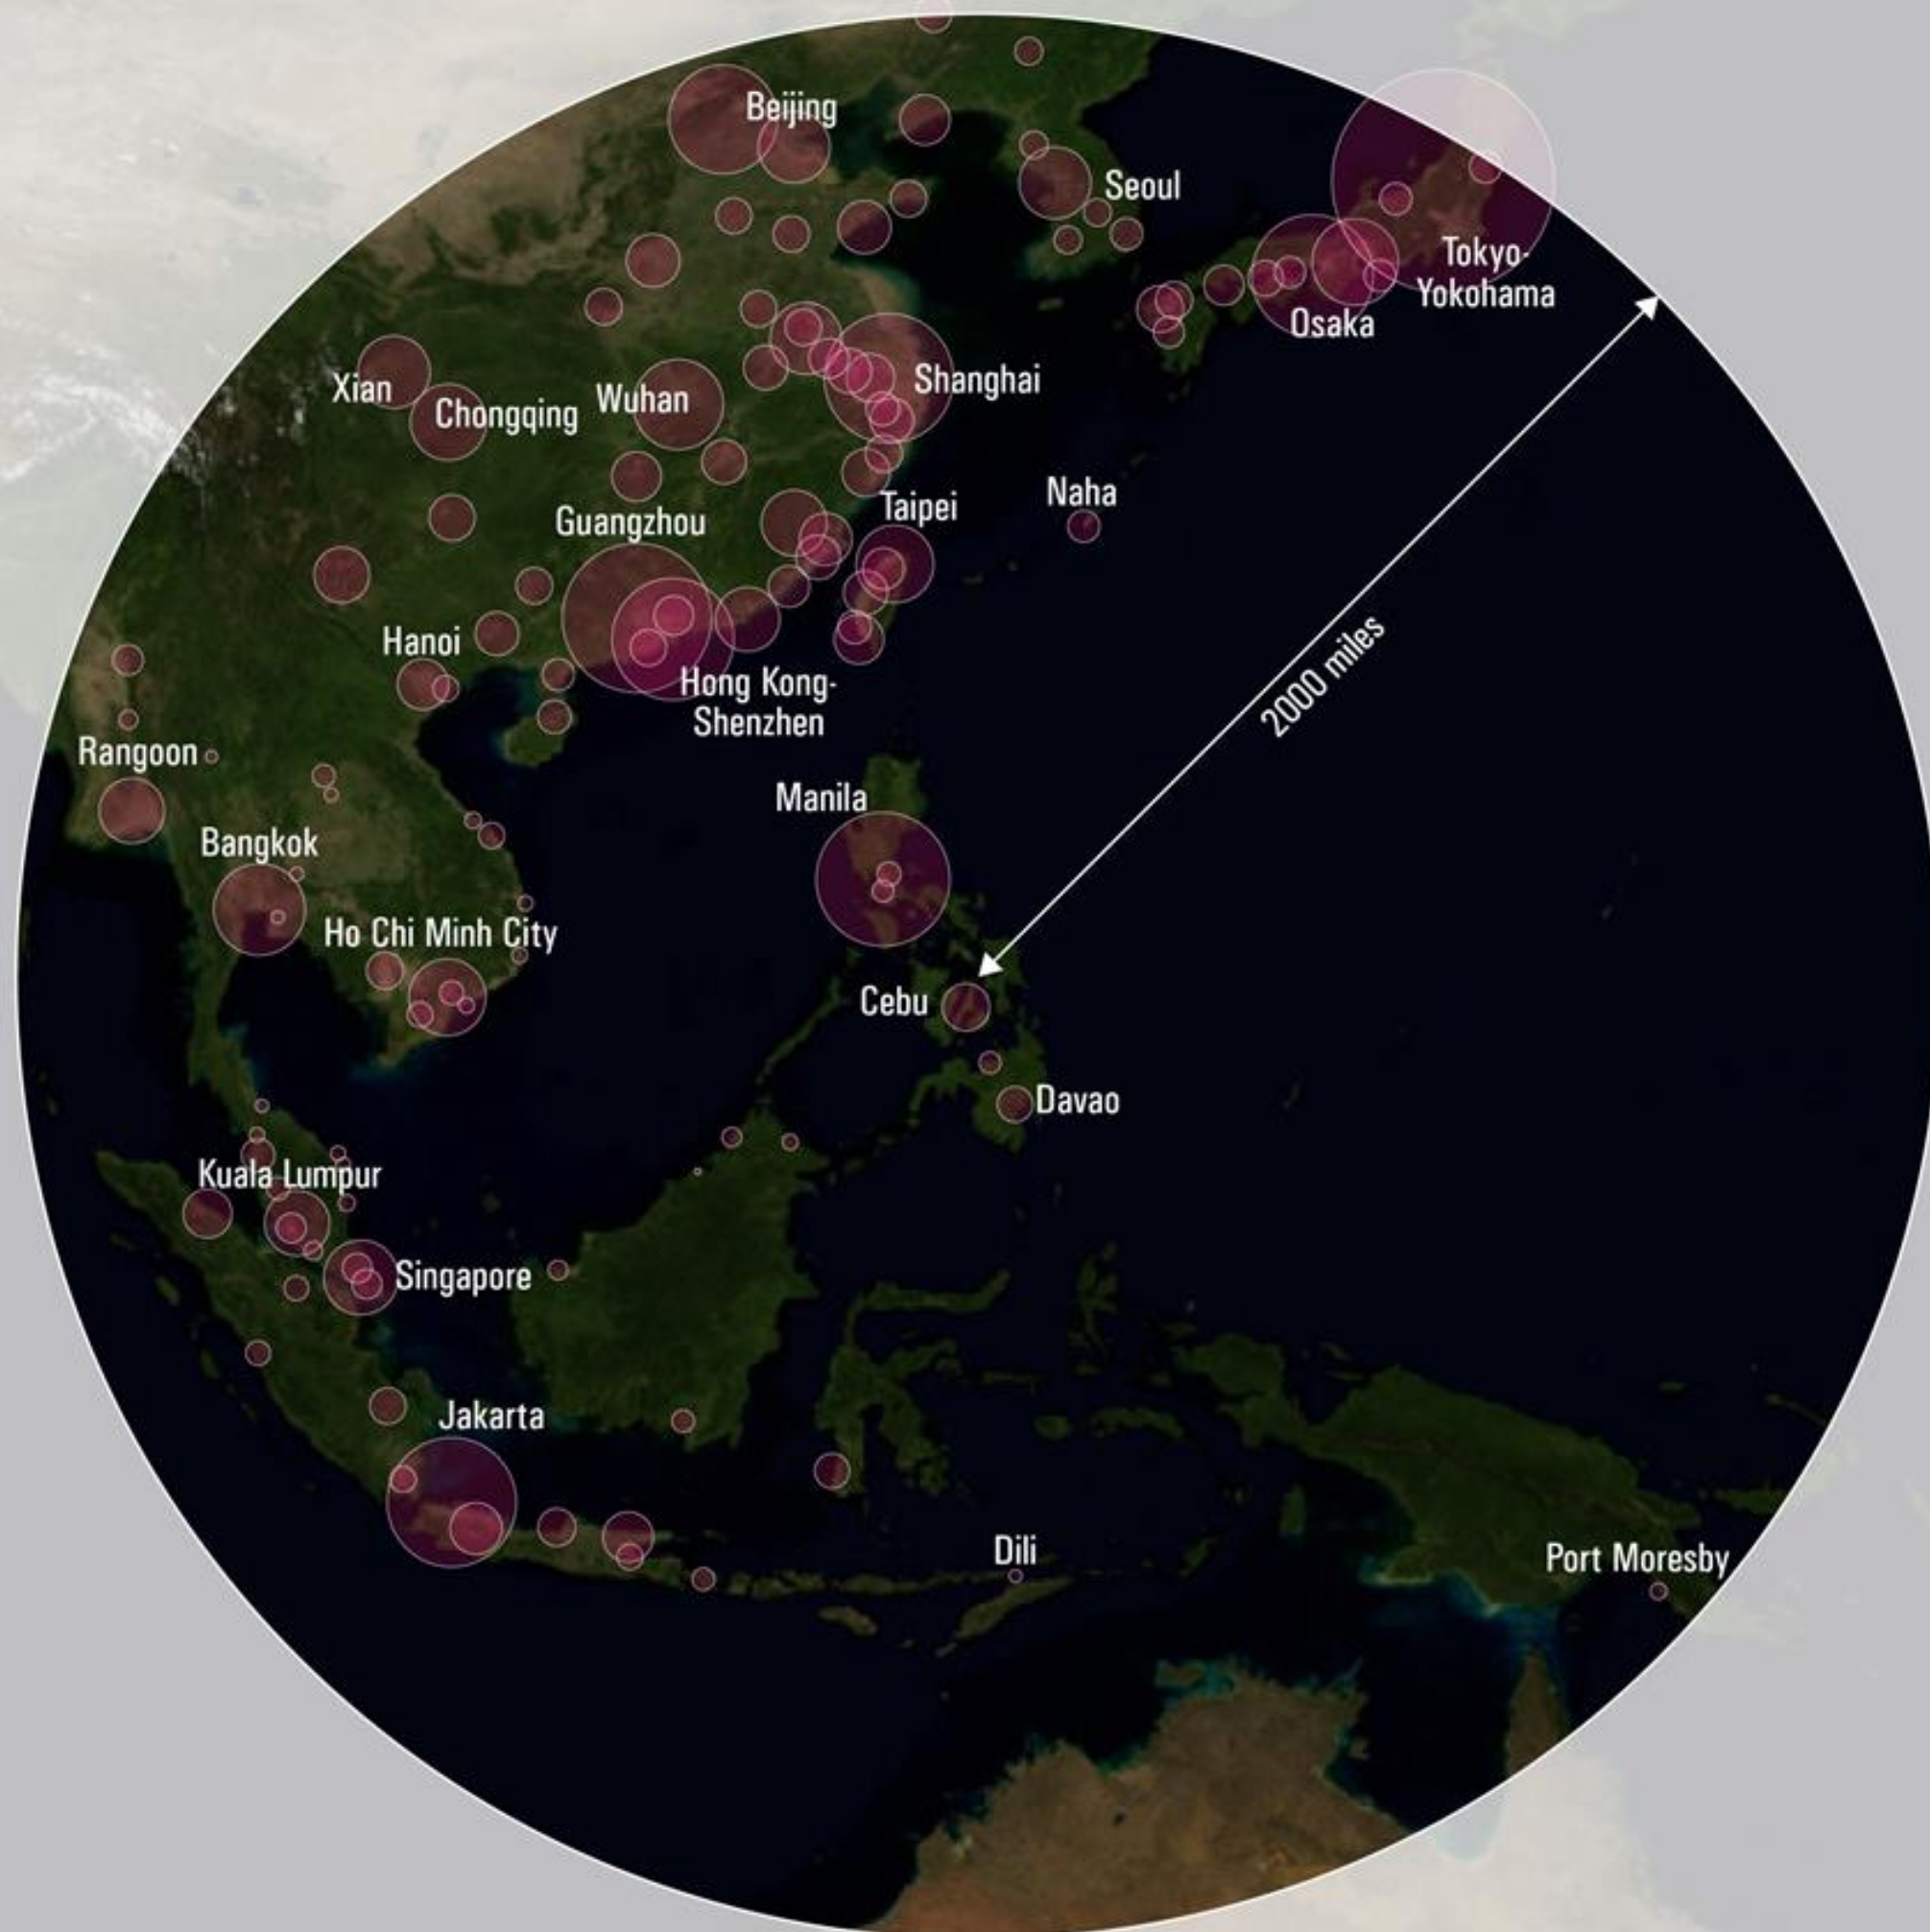 Beijing
Seoul
Tokyo-
Yokohama
Osaka
Shanghai
Xian
Chongqing
Wuhan
Naha
Taipei
Guangzhou
Hanoi
Hong Kong-
Shenzhen
2000 miles
Rangoon
Manila
Bangkok
Ho Chi Minh City
Cebu
Davao
Kuala Lumpur
Singapore
Jakarta
Dili
Port Moresby